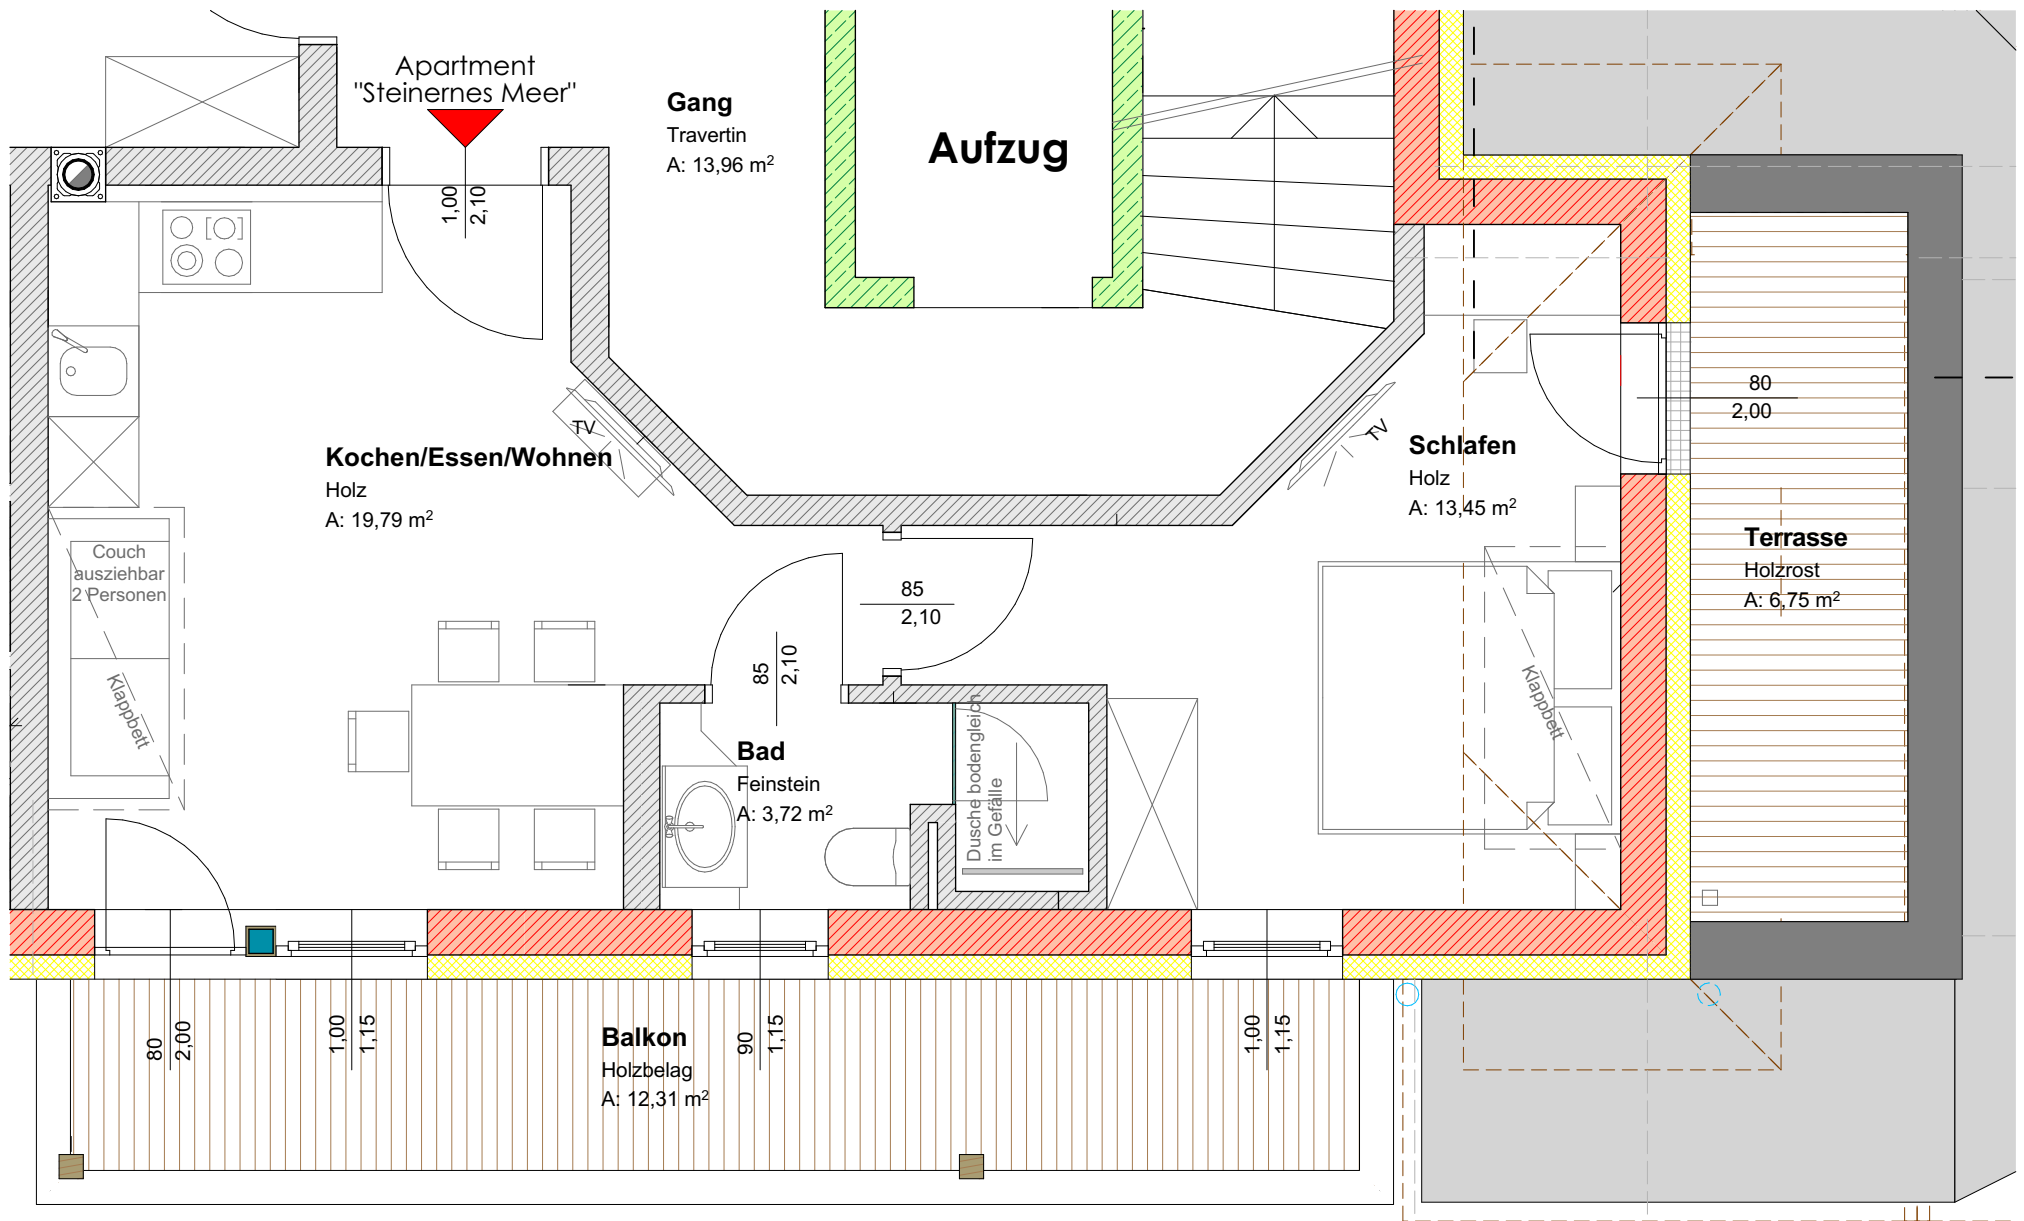 Apartment
"Steinernes Meer"
1,00
2,10
Gang
Travertin
A: 13,96 m²
Aufzug
Kochen/Essen/Wohnen
Holz
A: 19,79 m²
TV
TV
Schlafen
Holz
A: 13,45 m²
80
2,00
Terrasse
Holzrost
A: 6,75 m²
Couch
ausziehbar
2 Personen
Klappbett
85
2,10
85
2,10
Bad
Feinstein
A: 3,72 m²
Dusche bodengleich
im Gefälle
Klappbett
80
2,00
1,00
1,15
Balkon
Holzbelag
A: 12,31 m²
90
1,15
1,00
1,15